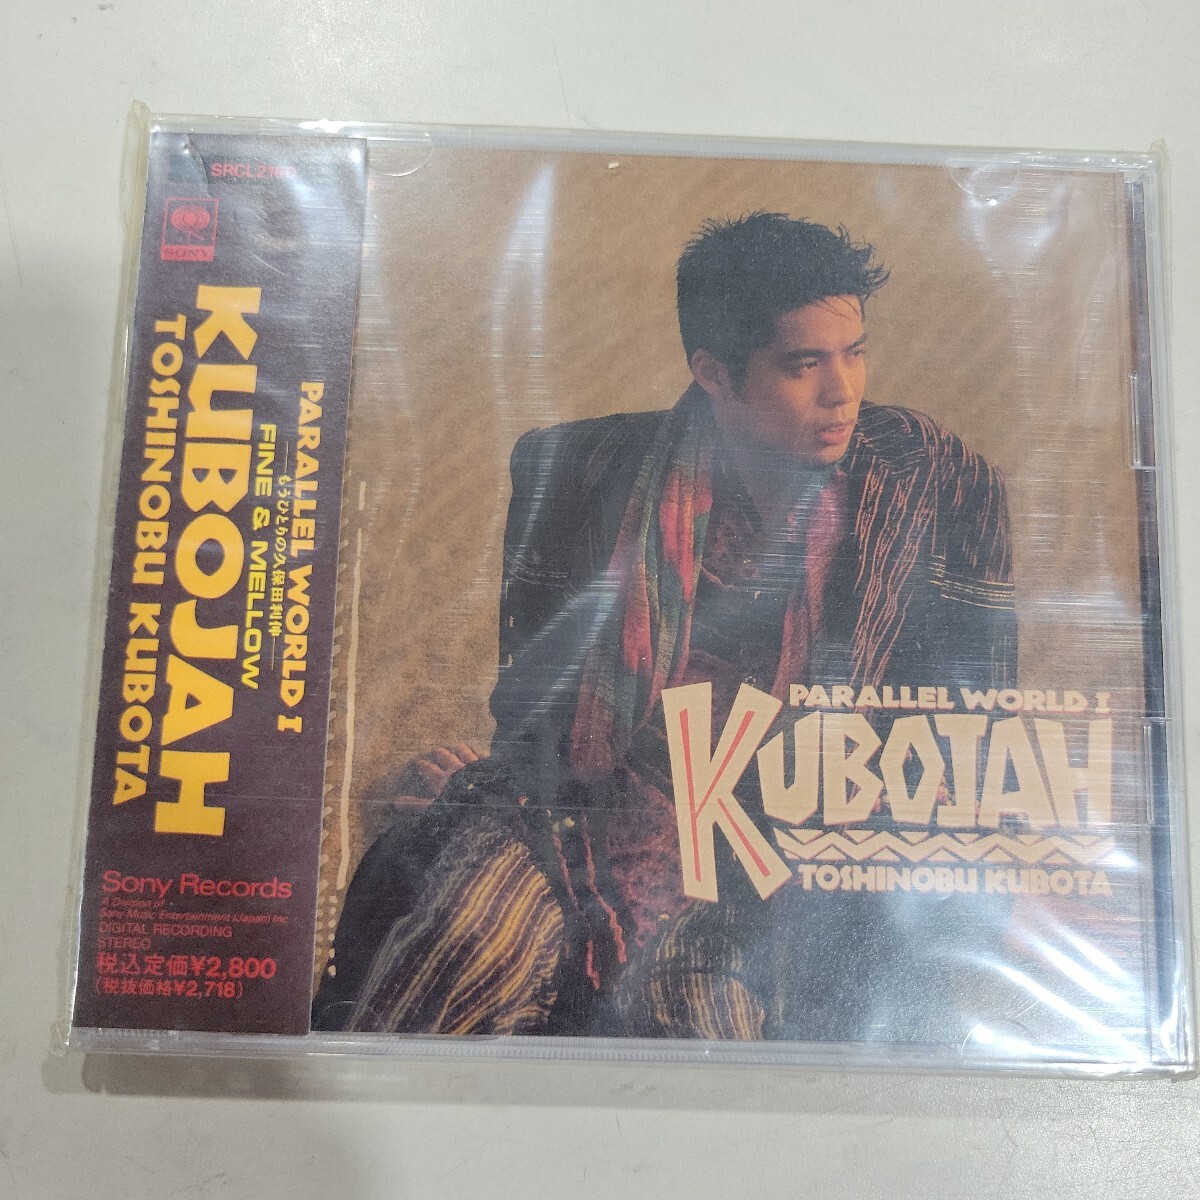 SONY
KUBOJAH
TOSHINOBU KUBOTA
PARALLEL WORLD I
もうひとりの久保田利伸
FINE & MELLOW
Sony Records
A Division of
Sony Music Entertainment (Japan) Inc.
DIGITAL RECORDING
STEREO
税込定価¥2,800
(税抜価格¥2,718)
PARALLEL WORLD I
KUBOJAH
TOSHINOBU KUBOTA